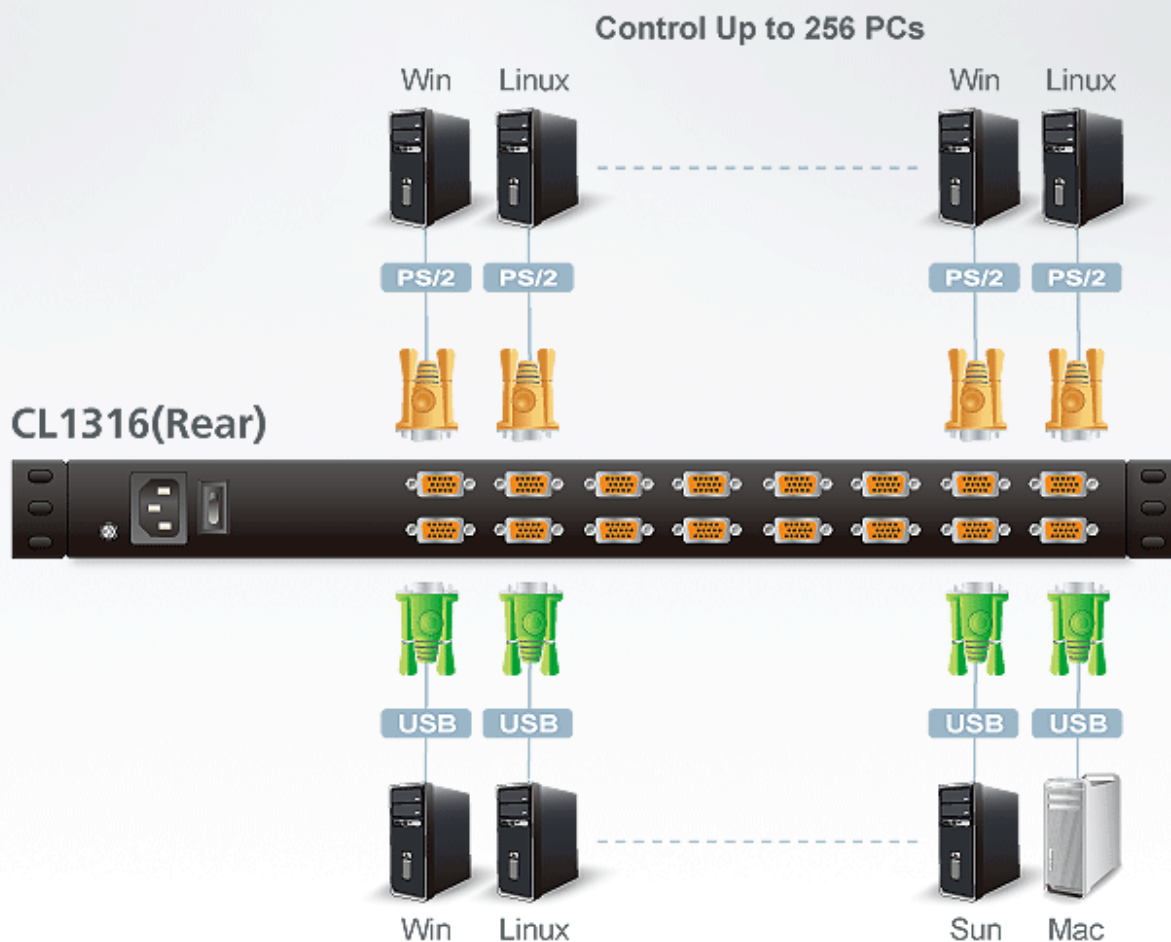 Control Up to 256 PCs
Win Linux Win Linux
PS/2 PS/2 PS/2 PS/2
CL1316(Rear)
USB USB USB USB
Win Linux Sun Mac